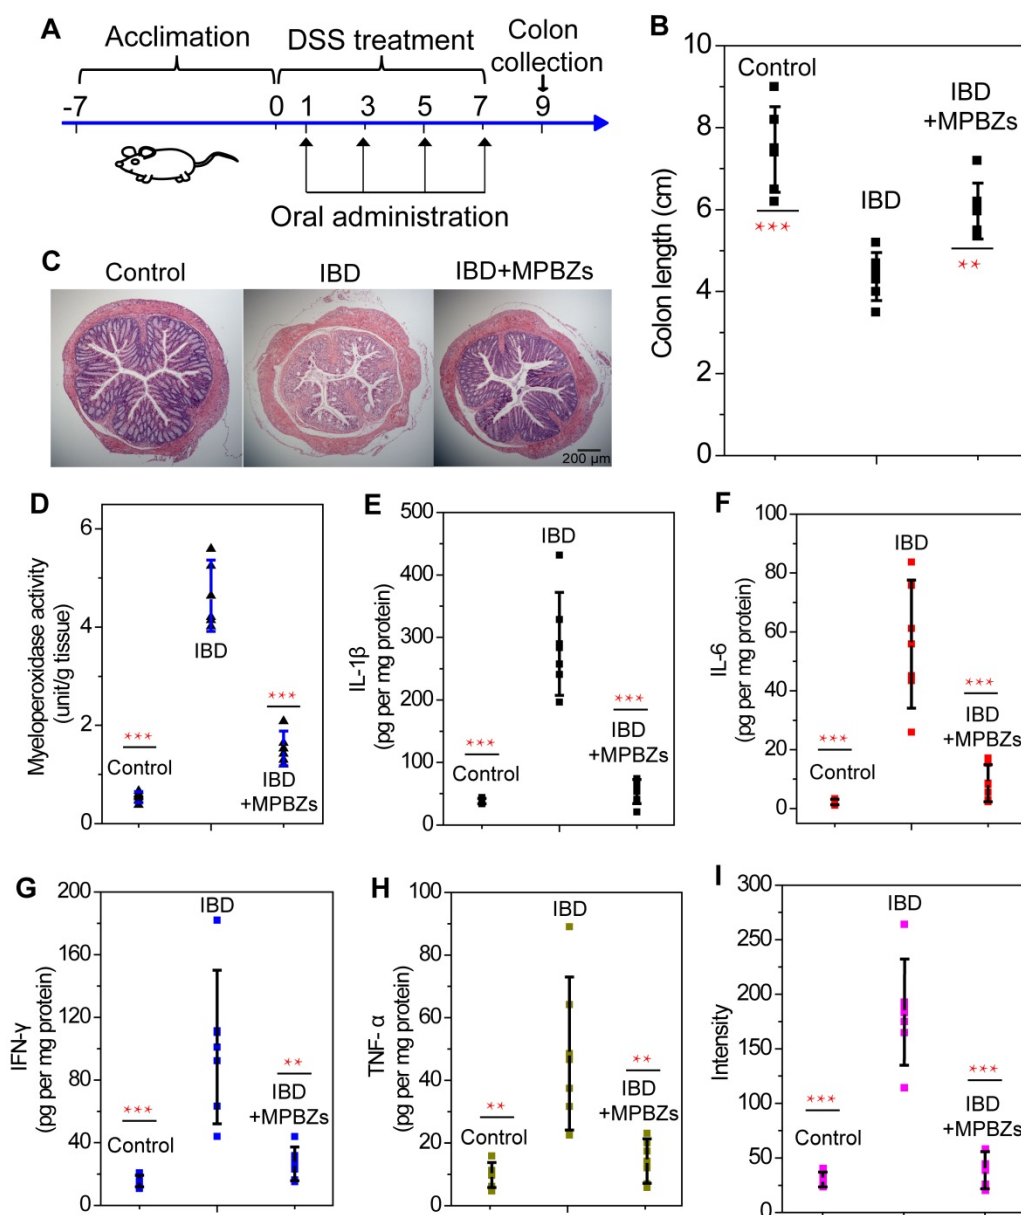 A
Acclimation
DSS treatment
Colon
collection
-7
0
1
3
5
7
9
Oral administration
B
Colon length (cm)
10
8
6
4
2
0
Control
***
IBD
IBD
+MPBZs
**
C
Control
IBD
IBD+MPBZs
200 µm
D
Myeloperoxidase activity
(unit/g tissue)
6
4
2
0
***
Control
IBD
***
IBD
+MPBZs
E
IL-1β
(pg per mg protein)
500
400
300
200
100
0
***
Control
IBD
***
IBD
+MPBZs
F
IL-6
(pg per mg protein)
100
80
60
40
20
0
***
Control
IBD
***
IBD
+MPBZs
G
IFN-γ
(pg per mg protein)
200
160
120
80
40
0
***
Control
IBD
**
IBD
+MPBZs
H
TNF- α
(pg per mg protein)
100
80
60
40
20
0
**
Control
IBD
**
IBD
+MPBZs
I
Intensity
300
250
200
150
100
50
0
***
Control
IBD
***
IBD
+MPBZs